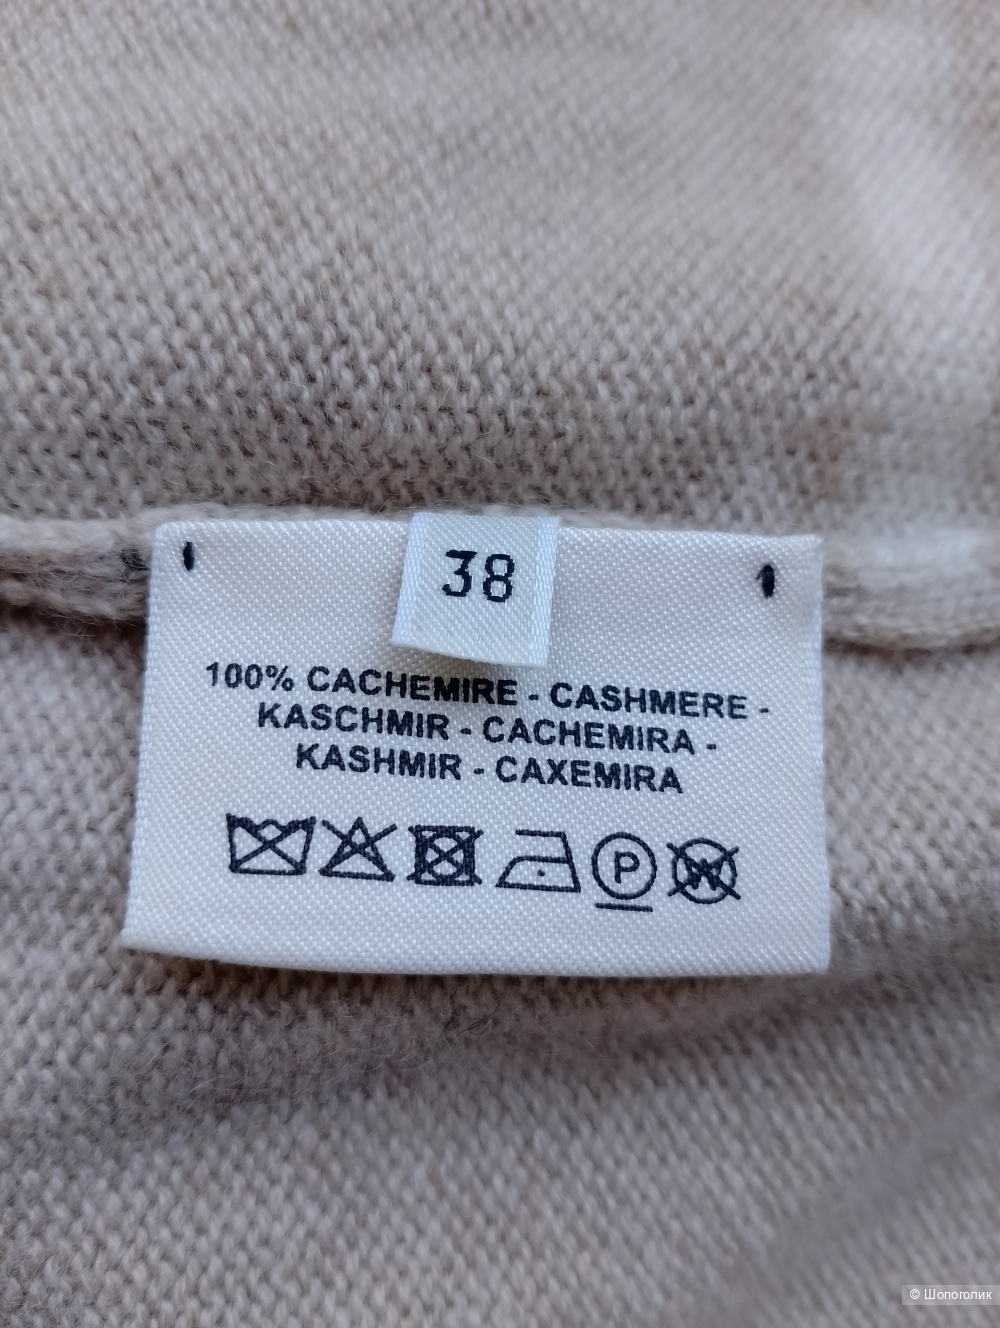 38
100% CACHEMIRE - CASHMERE -
KASCHMIR - CACHEMIRA -
KASHMIR - CAXEMIRA
P W
© Шопоголик